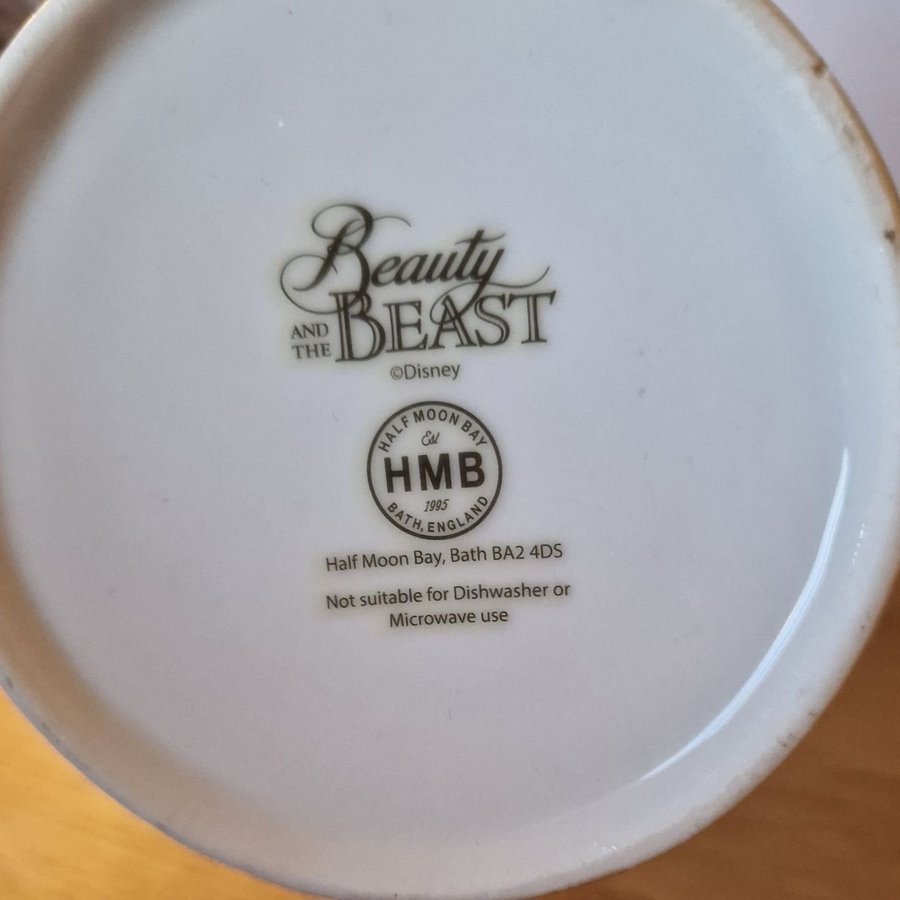 Beauty
AND THE BEAST
©Disney
HALF MOON BAY
Est
HMB
1995
BATH, ENGLAND
Half Moon Bay, Bath BA2 4DS
Not suitable for Dishwasher or
Microwave use